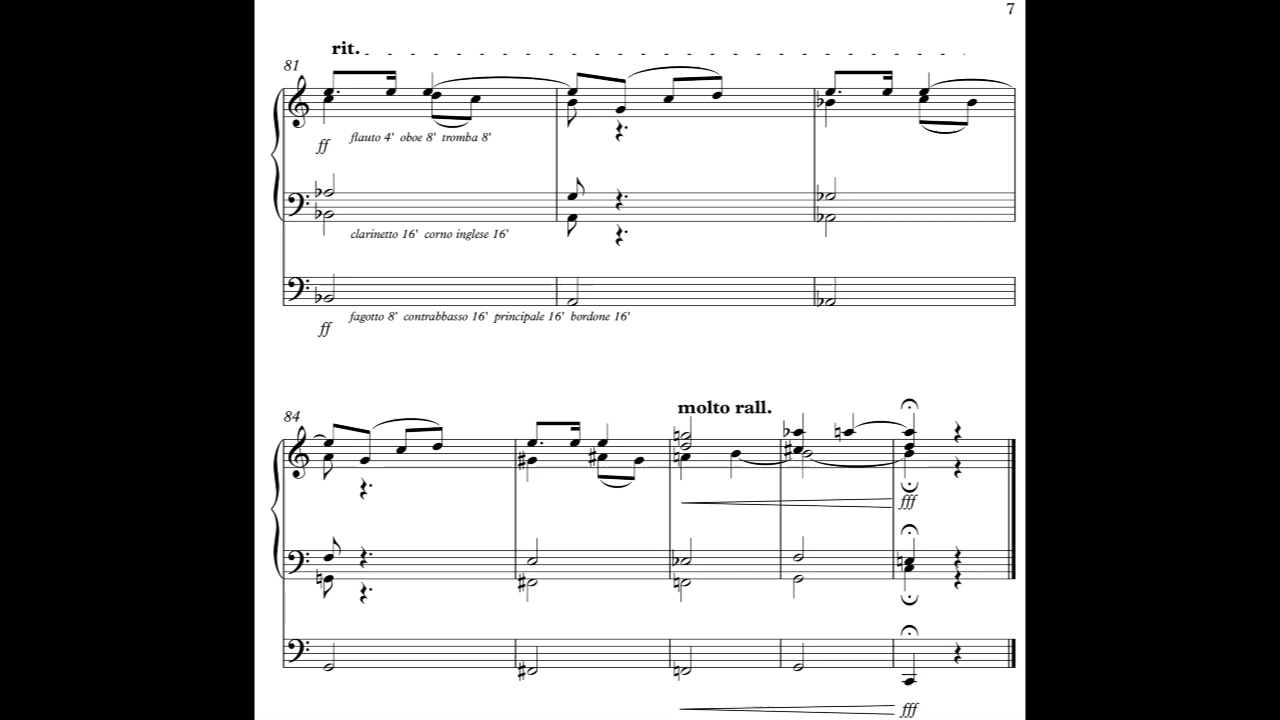 7
rit.
81
ff flauto 4' oboe 8' tromba 8'
clarinetto 16' corno inglese 16'
fagotto 8' contrabbasso 16' principale 16' bordone 16'
ff
molto rall.
84
fff
fff